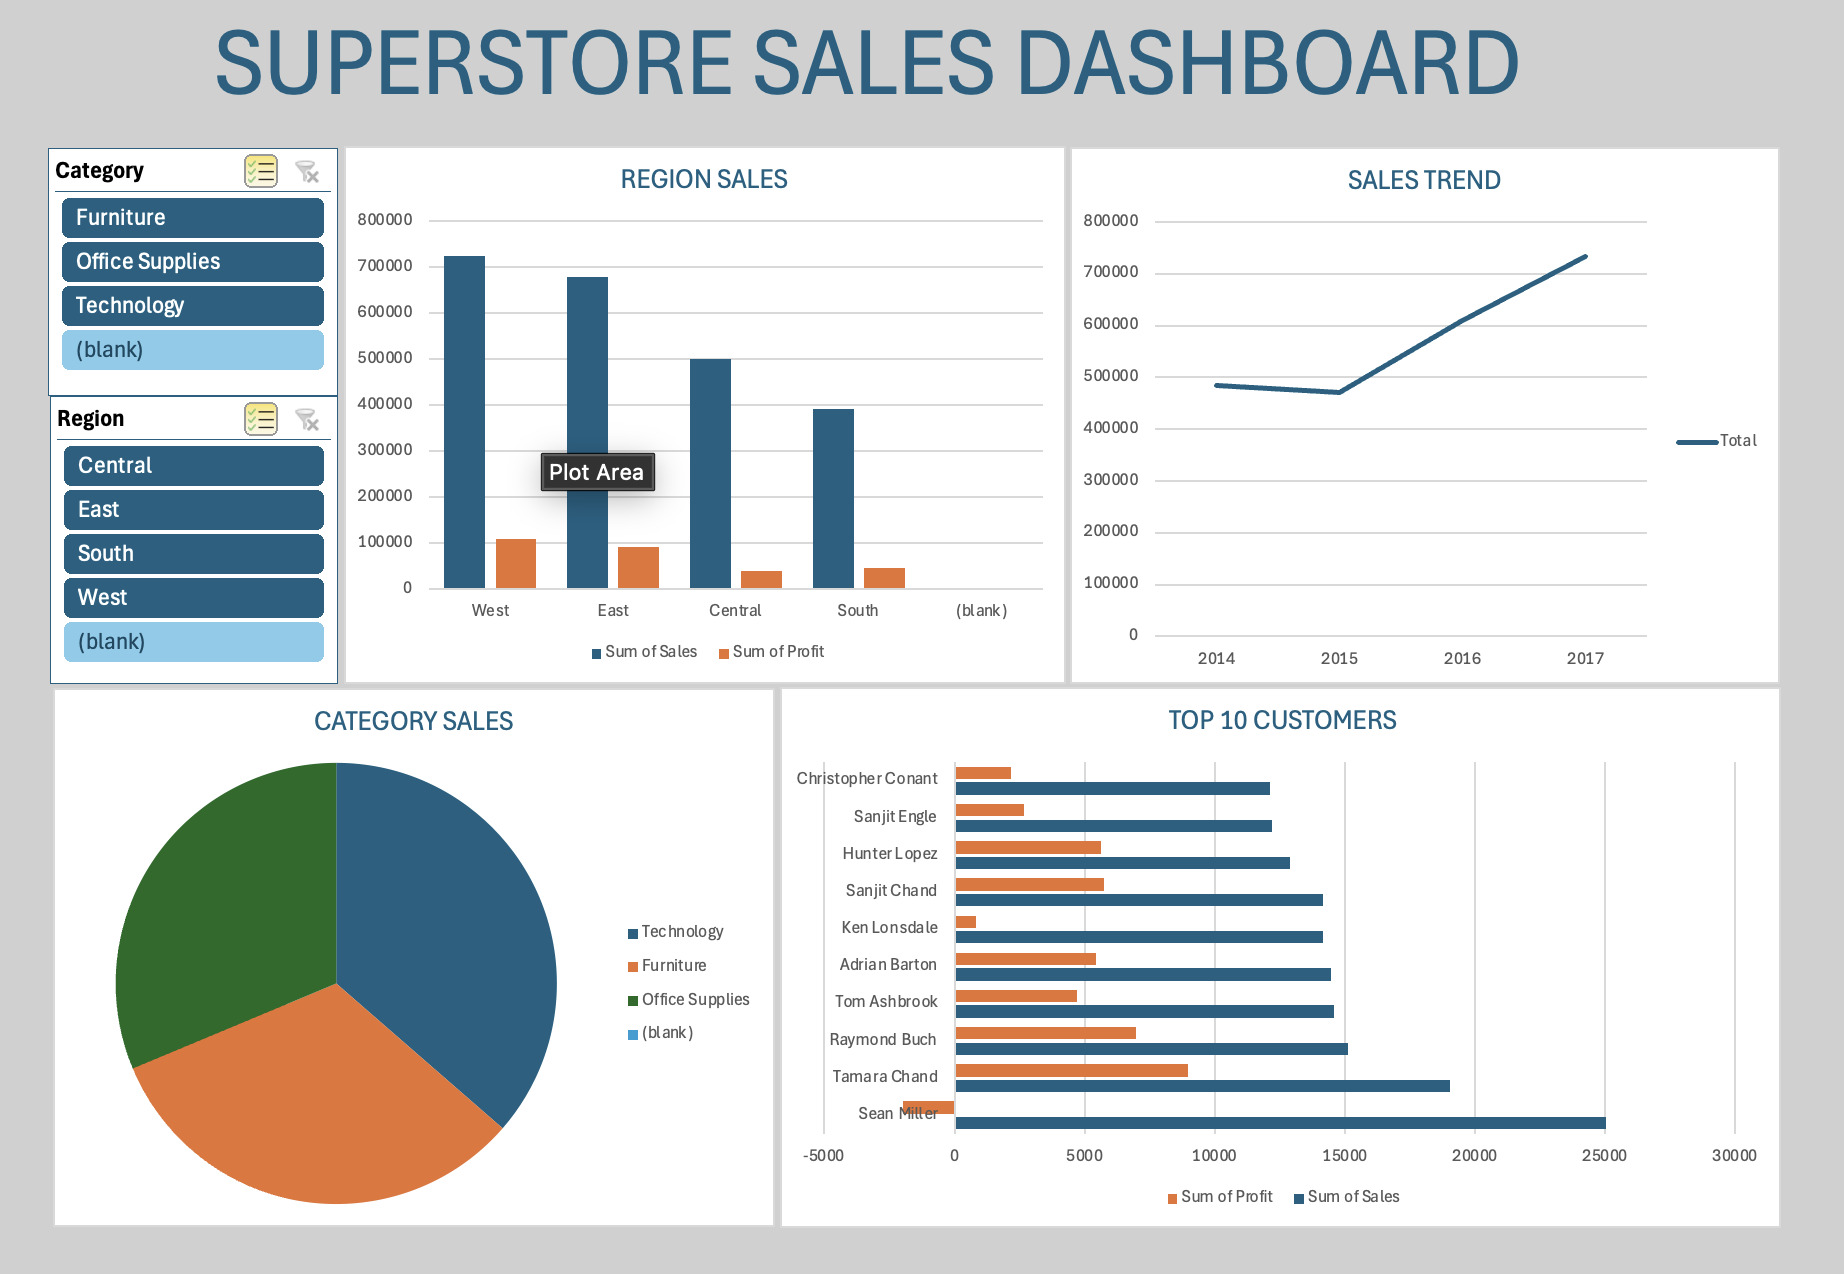 SUPERSTORE SALES DASHBOARD
Category
Furniture
Office Supplies
Technology
(blank)
Region
Central
East
South
West
(blank)
REGION SALES
800000
700000
600000
500000
400000
300000
200000
100000
0
Plot Area
West East Central South (blank)
Sum of Sales Sum of Profit
SALES TREND
800000
700000
600000
500000
400000
300000
200000
100000
0
2014 2015 2016 2017
Total
CATEGORY SALES
Technology
Furniture
Office Supplies
(blank)
TOP 10 CUSTOMERS
Christopher Conant
Sanjit Engle
Hunter Lopez
Sanjit Chand
Ken Lonsdale
Adrian Barton
Tom Ashbrook
Raymond Buch
Tamara Chand
Sean Miller
-5000 0 5000 10000 15000 20000 25000 30000
Sum of Profit Sum of Sales